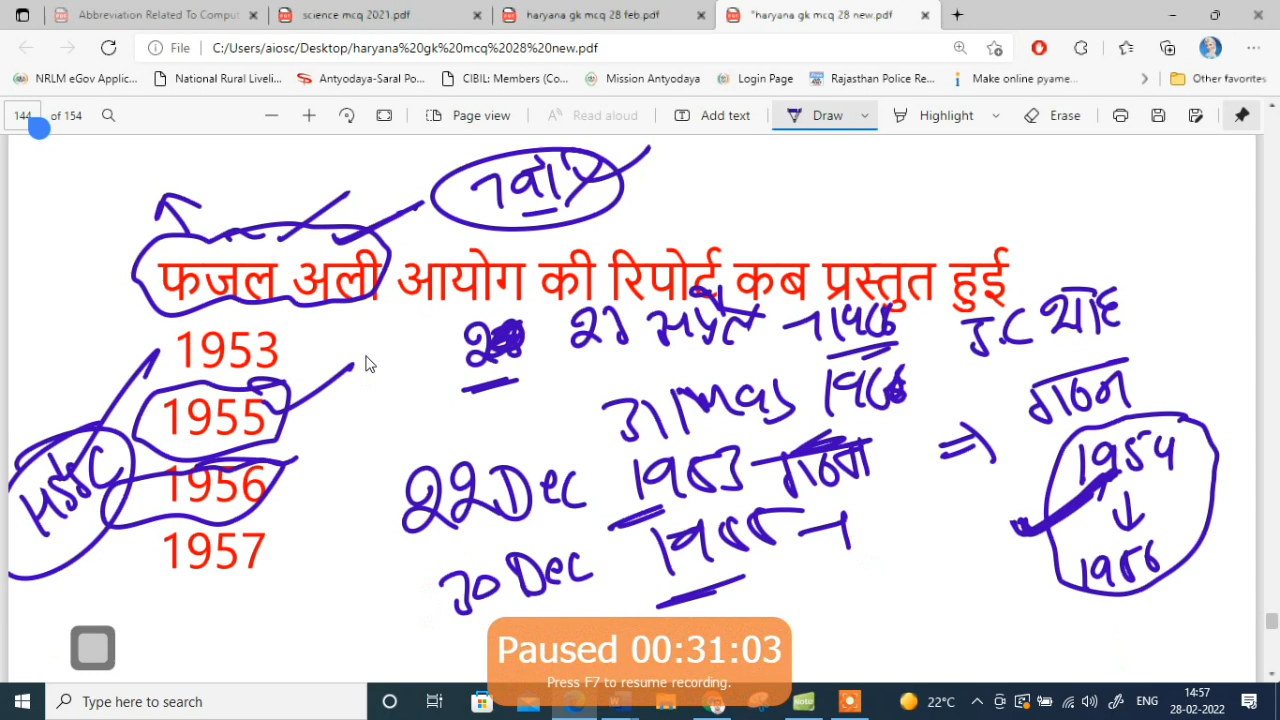 Abbreviation Related To Comput
science mcq 2021.pdf
haryana gk mcq 28 feb.pdf
*haryana gk mcq 28 new.pdf
File
C:/Users/aiosc/Desktop/haryana%20gk%20mcq%2028%20new.pdf
NRLM eGov Applic...
National Rural Liveli...
Antyodaya-Saral Po...
CIBIL: Members (Co...
Mission Antyodaya
Login Page
Rajasthan Police Re...
Make online pyame...
Other favorites
144 of 154
Page view
Read aloud
Add text
Draw
Highlight
Erase
फजल अली आयोग की रिपोर्ट कब प्रस्तुत हुई
1953
J.C
1955
1956
22 Dec 1953
1954
1957
30 Dec
1956
Paused 00:31:03
Press F7 to resume recording.
Type here to search
22°C
ENG
14:57
28-02-2022